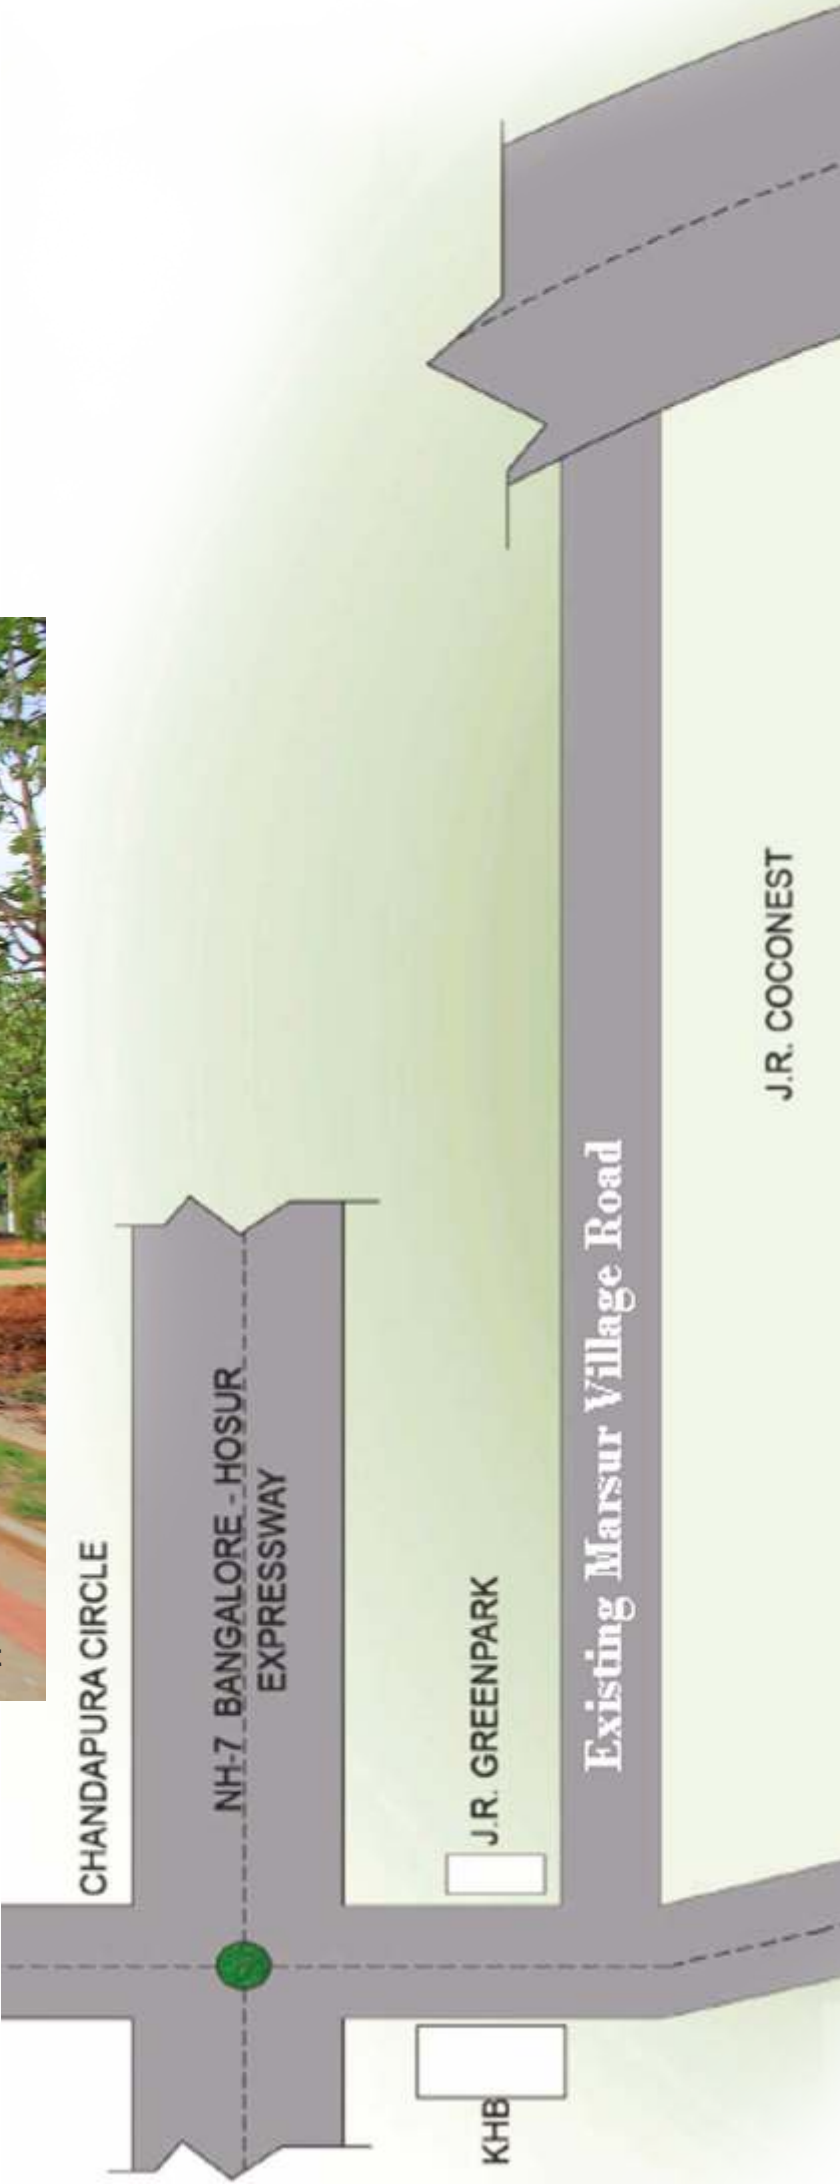 CHANDAPURA CIRCLE
NH-7 BANGALORE - HOSUR
EXPRESSWAY
J.R. GREENPARK
KHB
Existing Marsur Village Road
J.R. COCONEST